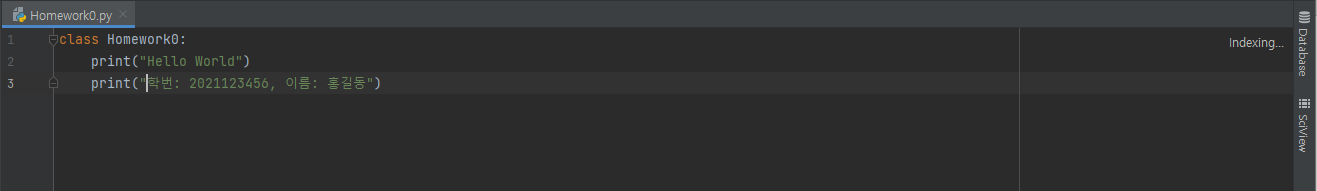 Homework0.py
1 class Homework0:
Indexing...
2 print("Hello World")
3 print("학번: 2021123456, 이름: 홍길동")
Database
SciView